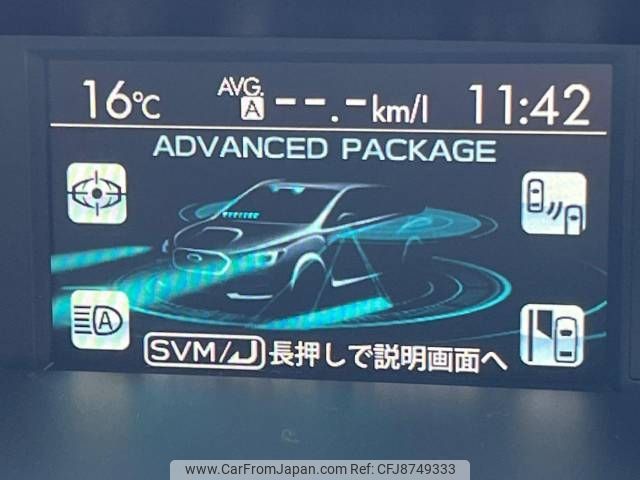 16℃ AVG. A --.-km/l 11:42
ADVANCED PACKAGE
A
SVM/ 長押しで説明画面へ
www.CarFromJapan.com ID: CFJ8749333